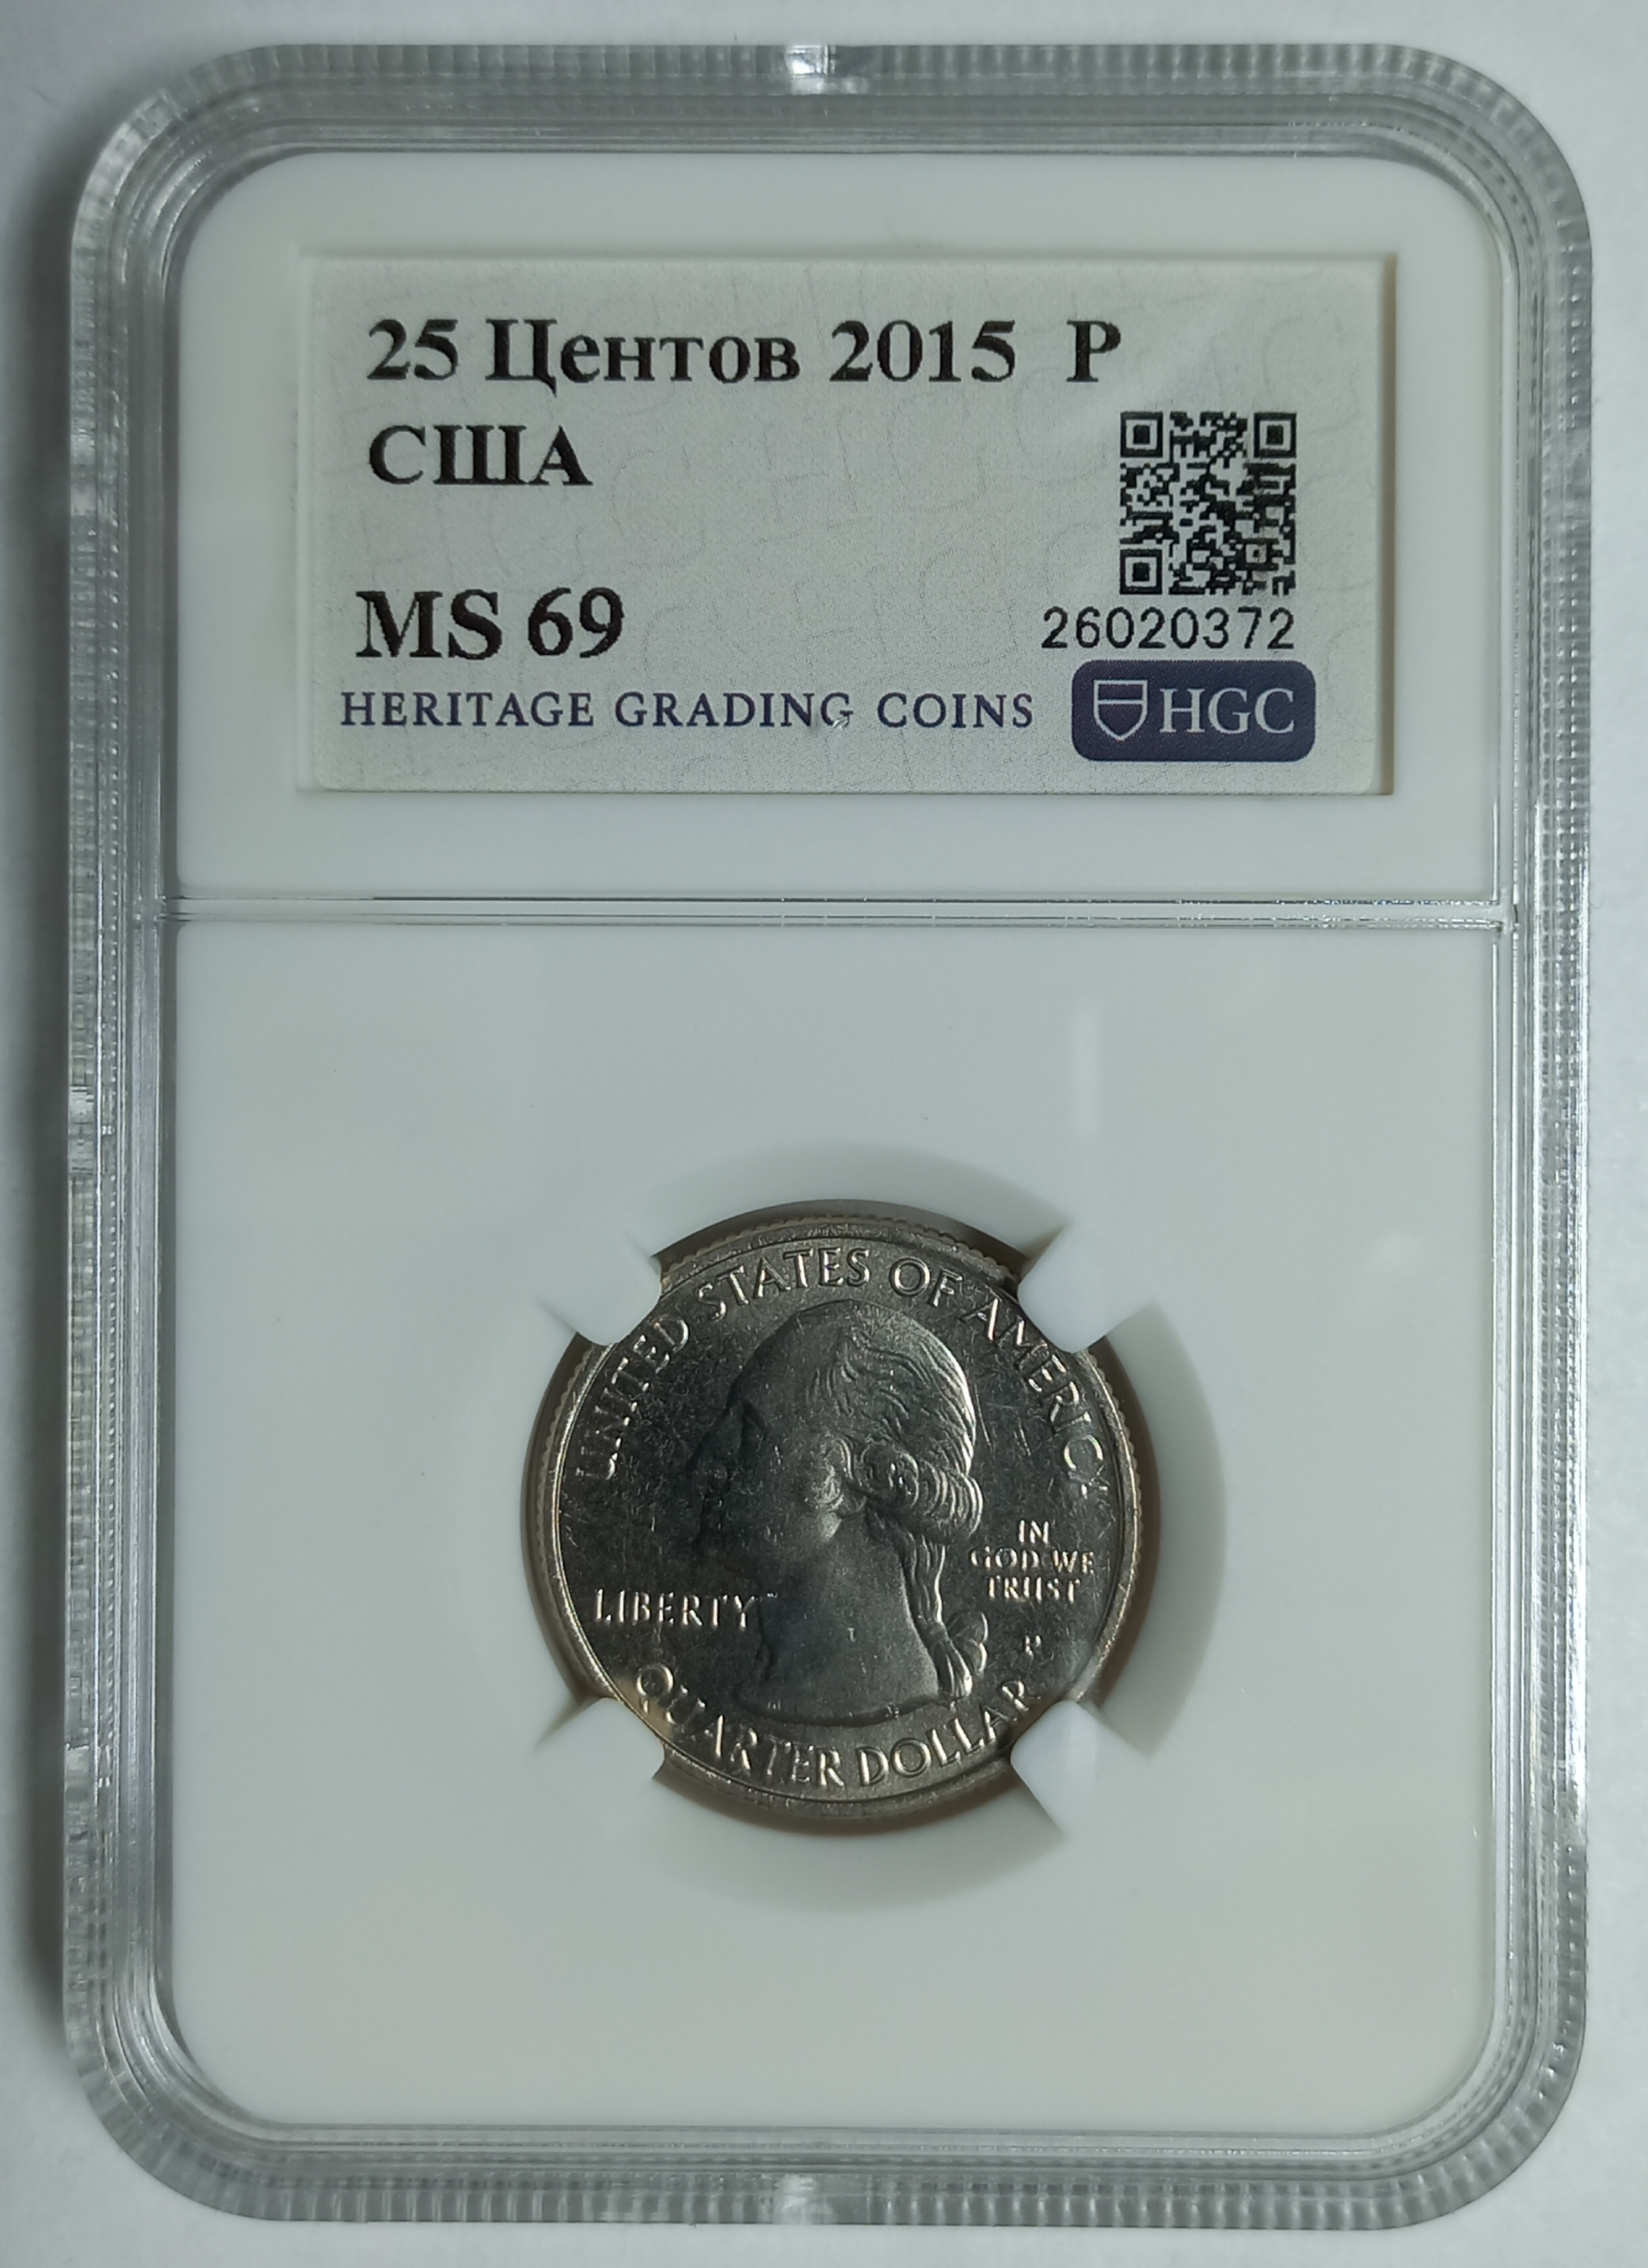 25 Центов 2015 P
США
MS 69
26020372
HERITAGE GRADING COINS
HGC
UNITED STATES OF AMERICA
IN
GOD WE
TRUST
LIBERTY
P
QUARTER DOLLAR